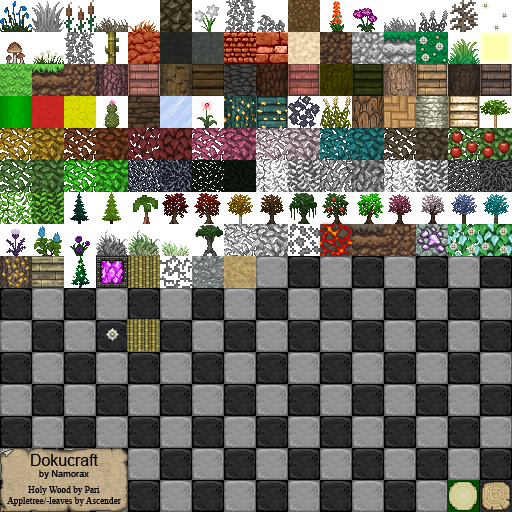 Dokucraft
by Namorax
Holy Wood by Pari
Appletree/-leaves by Ascender